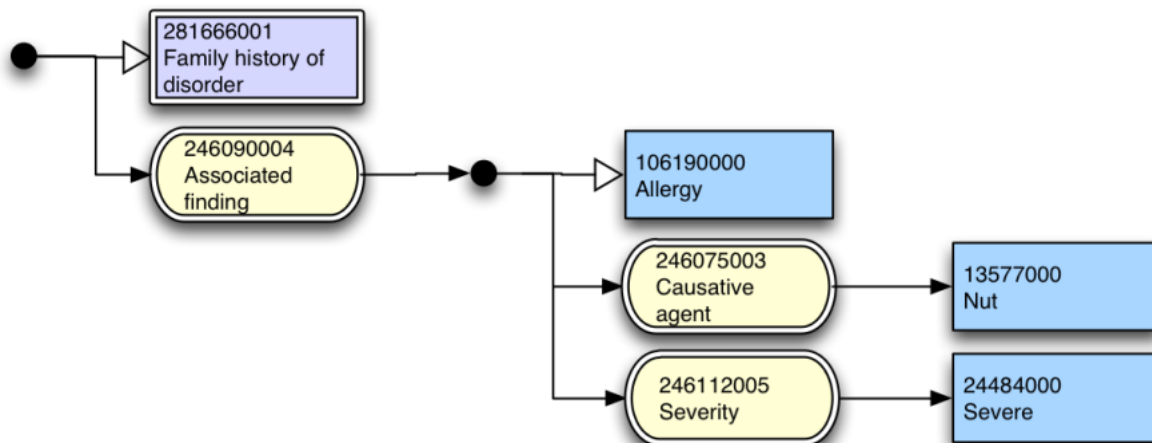 281666001
Family history of
disorder
246090004
Associated
finding
106190000
Allergy
246075003
Causative
agent
13577000
Nut
246112005
Severity
24484000
Severe